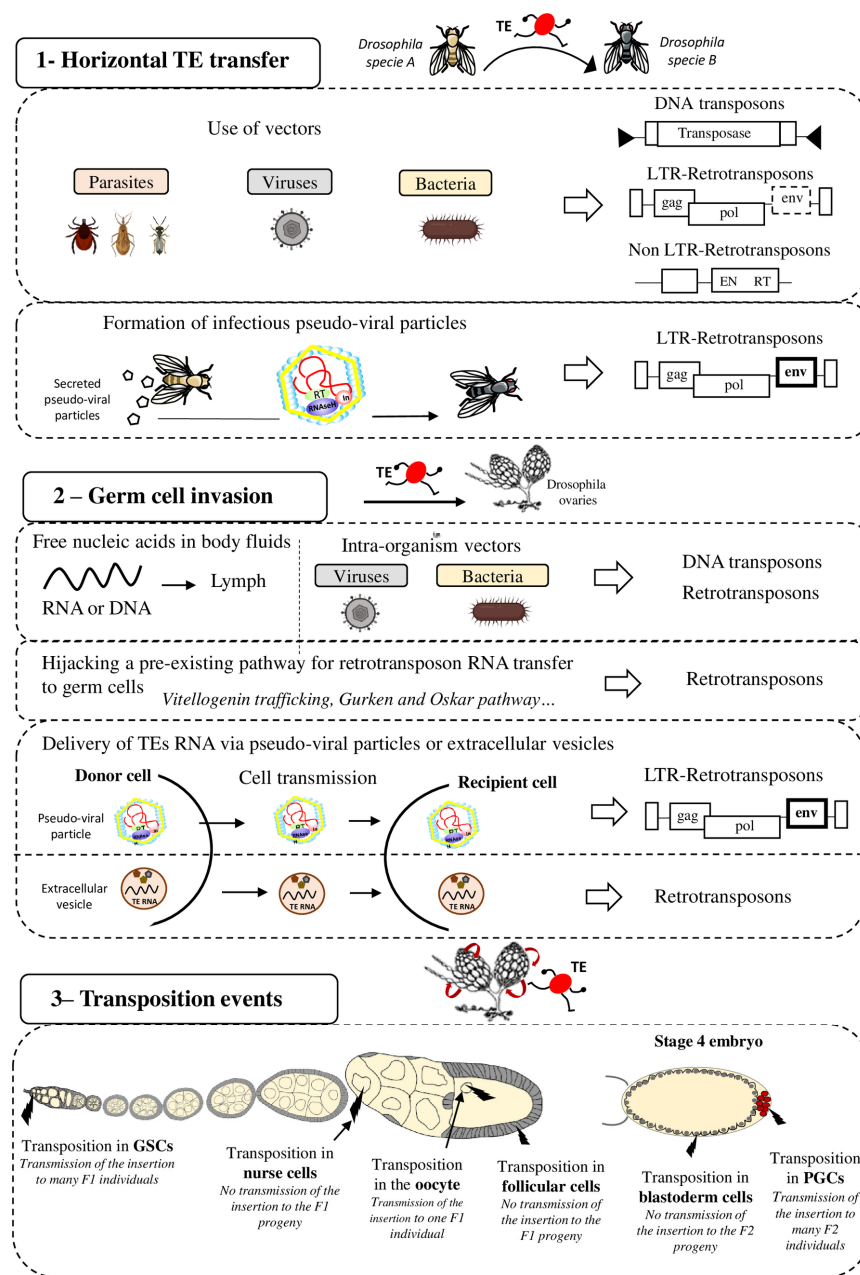 1- Horizontal TE transfer
Drosophila
specie A
TE
Drosophila
specie B
Use of vectors
Parasites
Viruses
Bacteria
DNA transposons
Transposase
LTR-Retrotransposons
gag
pol
env
Non LTR-Retrotransposons
EN RT
Formation of infectious pseudo-viral particles
Secreted
pseudo-viral
particles
RT
RNAseH
In
LTR-Retrotransposons
gag
pol
env
2 – Germ cell invasion
TE
Drosophila
ovaries
Free nucleic acids in body fluids
RNA or DNA
Lymph
Intra-organism vectors
Viruses
Bacteria
DNA transposons
Retrotransposons
Hijacking a pre-existing pathway for retrotransposon RNA transfer
to germ cells
Vitellogenin trafficking, Gurken and Oskar pathway…
Retrotransposons
Delivery of TEs RNA via pseudo-viral particles or extracellular vesicles
Donor cell
Cell transmission
Recipient cell
Pseudo-viral
particle
RT
In
RT
In
RT
In
LTR-Retrotransposons
gag
pol
env
Extracellular
vesicle
TE RNA
TE RNA
TE RNA
Retrotransposons
3– Transposition events
TE
Stage 4 embryo
Transposition in GSCs
Transmission of the insertion
to many F1 individuals
Transposition in
nurse cells
No transmission of the
insertion to the F1
progeny
Transposition
in the oocyte
Transmission of the
insertion to one F1
individual
Transposition in
follicular cells
No transmission of
the insertion to the
F1 progeny
Transposition in
blastoderm cells
No transmission of
the insertion to the F2
progeny
Transposition
in PGCs
Transmission of
the insertion to
many F2
individuals